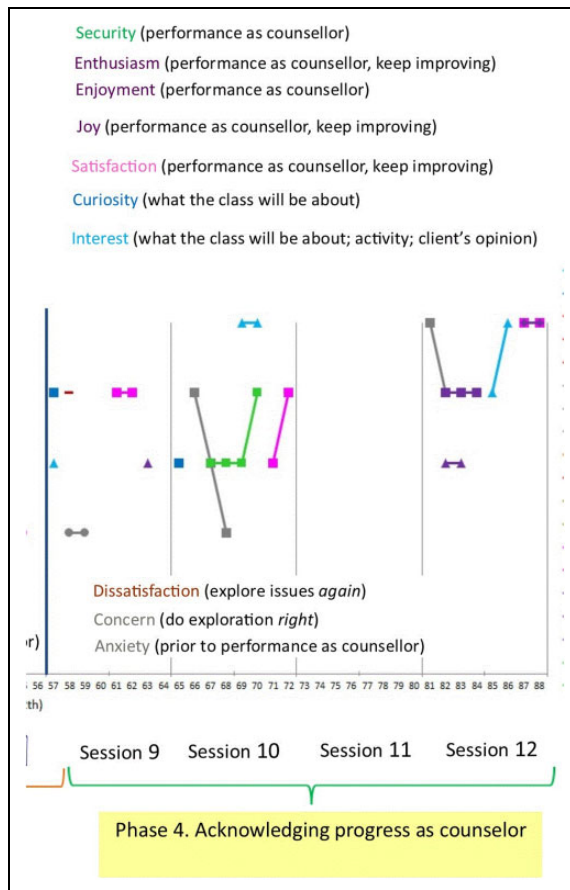 Security (performance as counsellor)
Enthusiasm (performance as counsellor, keep improving)
Enjoyment (performance as counsellor)
Joy (performance as counsellor, keep improving)
Satisfaction (performance as counsellor, keep improving)
Curiosity (what the class will be about)
Interest (what the class will be about; activity; client's opinion)
Dissatisfaction (explore issues again)
Concern (do exploration right)
Anxiety (prior to performance as counsellor)
or)
56 57 58 59 60 61 62 63 64 65 66 67 68 69 70 71 72 73 74 75 76 77 78 79 80 81 82 83 84 85 86 87 88
th)
Session 9 Session 10 Session 11 Session 12
Phase 4. Acknowledging progress as counselor